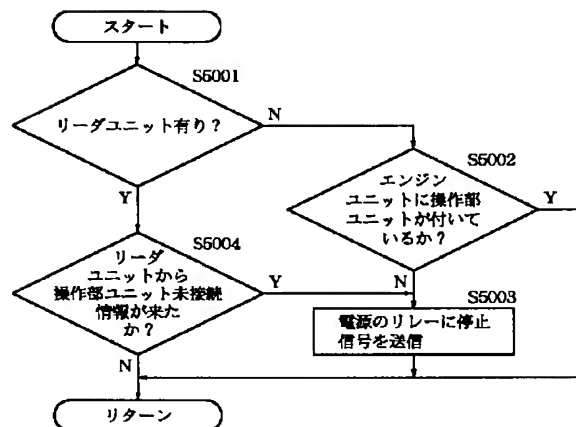 スタート
S5001
リーダユニット有り？
N
Y
S5002
エンジン
ユニットに操作部
ユニットが付いて
いるか？
Y
N
S5004
リーダ
ユニットから
操作部ユニット未接続
情報が来た
か？
Y
N
S5003
電源のリレーに停止
信号を送信
リターン